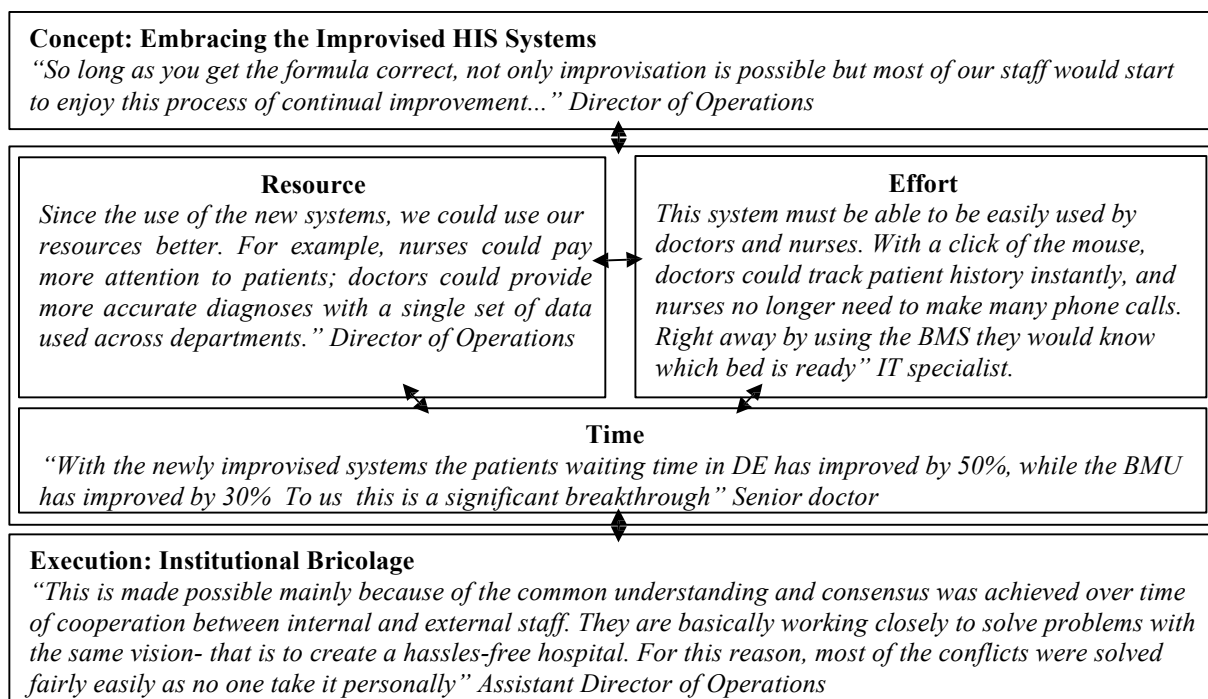 Concept: Embracing the Improvised HIS Systems
“So long as you get the formula correct, not only improvisation is possible but most of our staff would start
to enjoy this process of continual improvement...” Director of Operations
Resource
Since the use of the new systems, we could use our
resources better. For example, nurses could pay
more attention to patients; doctors could provide
more accurate diagnoses with a single set of data
used across departments.” Director of Operations
Effort
This system must be able to be easily used by
doctors and nurses. With a click of the mouse,
doctors could track patient history instantly, and
nurses no longer need to make many phone calls.
Right away by using the BMS they would know
which bed is ready” IT specialist.
Time
“With the newly improvised systems the patients waiting time in DE has improved by 50%, while the BMU
has improved by 30% To us this is a significant breakthrough” Senior doctor
Execution: Institutional Bricolage
“This is made possible mainly because of the common understanding and consensus was achieved over time
of cooperation between internal and external staff. They are basically working closely to solve problems with
the same vision- that is to create a hassles-free hospital. For this reason, most of the conflicts were solved
fairly easily as no one take it personally” Assistant Director of Operations